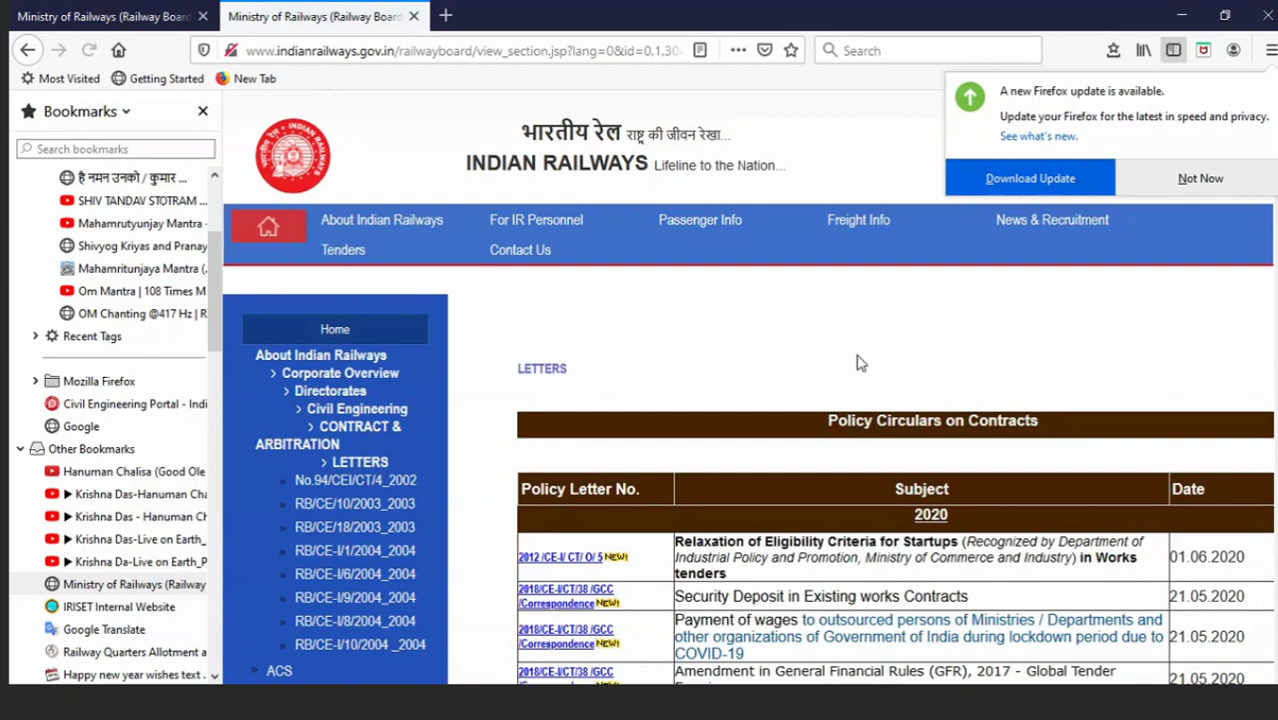 Ministry of Railways (Railway Board
Ministry of Railways (Railway Boar
www.indianrailways.gov.in/railwayboard/view_section.jsp?lang=0&id=0,1,304
Search
Most Visited
Getting Started
New Tab
A new Firefox update is available.
Update your Firefox for the latest in speed and privacy.
See what's new.
Download Update
Not Now
Bookmarks
Search bookmarks
है नमन उनको / कुमार ...
SHIV TANDAV STOTRAM
Mahamrutyunjay Mantra -
Shivyog Kriyas and Pranay
Mahamritunjaya Mantra (
Om Mantra | 108 Times M
OM Chanting @417 Hz | R
Recent Tags
Mozilla Firefox
Civil Engineering Portal - Indi
Google
Other Bookmarks
Hanuman Chalisa (Good Ole
Krishna Das-Hanuman Cha
Krishna Das - Hanuman Ch
Krishna Das-Live on Earth_
Krishna Da-Live on Earth_P
Ministry of Railways (Railway
IRISET Internal Website
Google Translate
Railway Quarters Allotment a
Happy new year wishes text
भारतीय रेल राष्ट्र की जीवन रेखा...
INDIAN RAILWAYS Lifeline to the Nation...
About Indian Railways
For IR Personnel
Passenger Info
Freight Info
News & Recruitment
Tenders
Contact Us
Home
About Indian Railways
Corporate Overview
Directorates
Civil Engineering
CONTRACT &
ARBITRATION
LETTERS
No.94/CEI/CT/4_2002
RB/CE/10/2003_2003
RB/CE/18/2003_2003
RB/CE-I/1/2004_2004
RB/CE-I/6/2004_2004
RB/CE-I/9/2004_2004
RB/CE-I/8/2004_2004
RB/CE-I/10/2004 _2004
ACS
LETTERS
Policy Circulars on Contracts
Policy Letter No.
Subject
Date
2020
2012 /CE-I/ CT/ O/ 5 NEW!
Relaxation of Eligibility Criteria for Startups (Recognized by Department of
Industrial Policy and Promotion, Ministry of Commerce and Industry) in Works
tenders
01.06.2020
2018/CE-I/CT/38 /GCC
/Correspondence NEW!
Security Deposit in Existing works Contracts
21.05.2020
2018/CE-I/CT/38 /GCC
/Correspondence NEW!
Payment of wages to outsourced persons of Ministries / Departments and
other organizations of Government of India during lockdown period due to
COVID-19
21.05.2020
2018/CE-I/CT/38 /GCC
Amendment in General Financial Rules (GFR), 2017 - Global Tender
21.05.2020